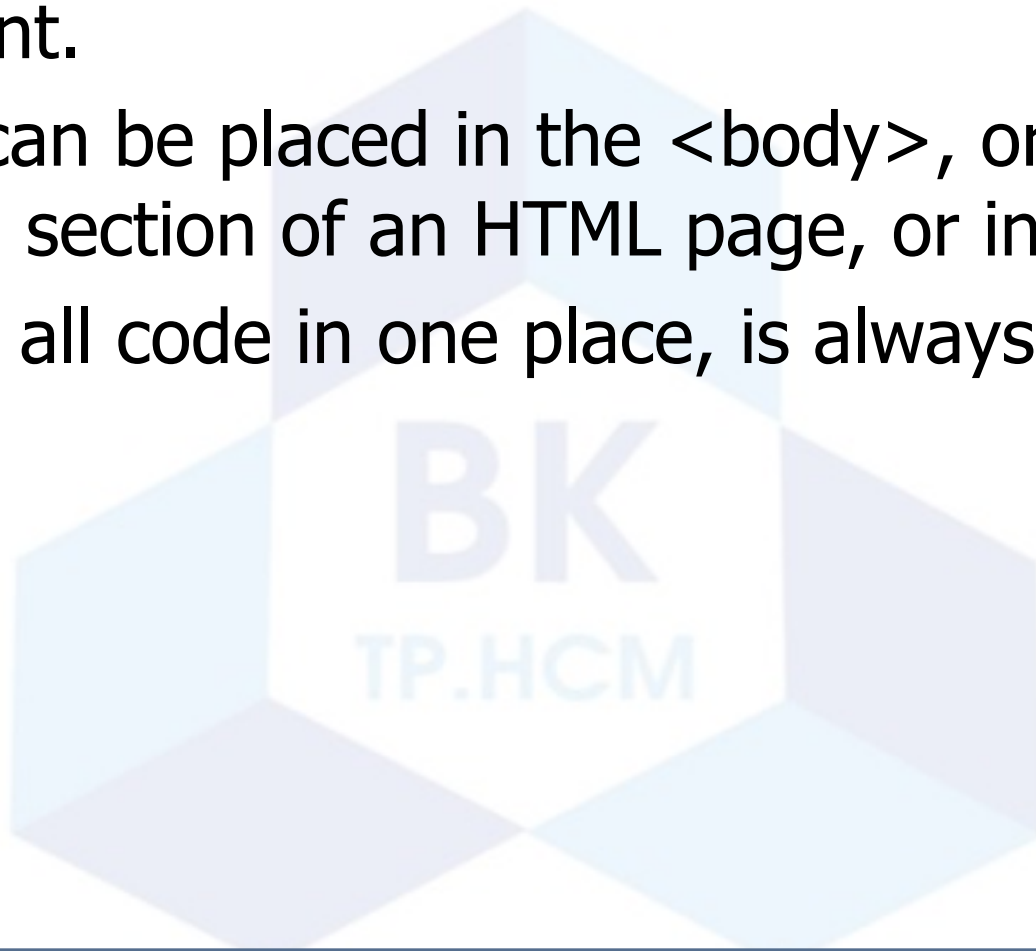 nt.
can be placed in the <body>, or
section of an HTML page, or in
all code in one place, is always
BK
TP.HCM